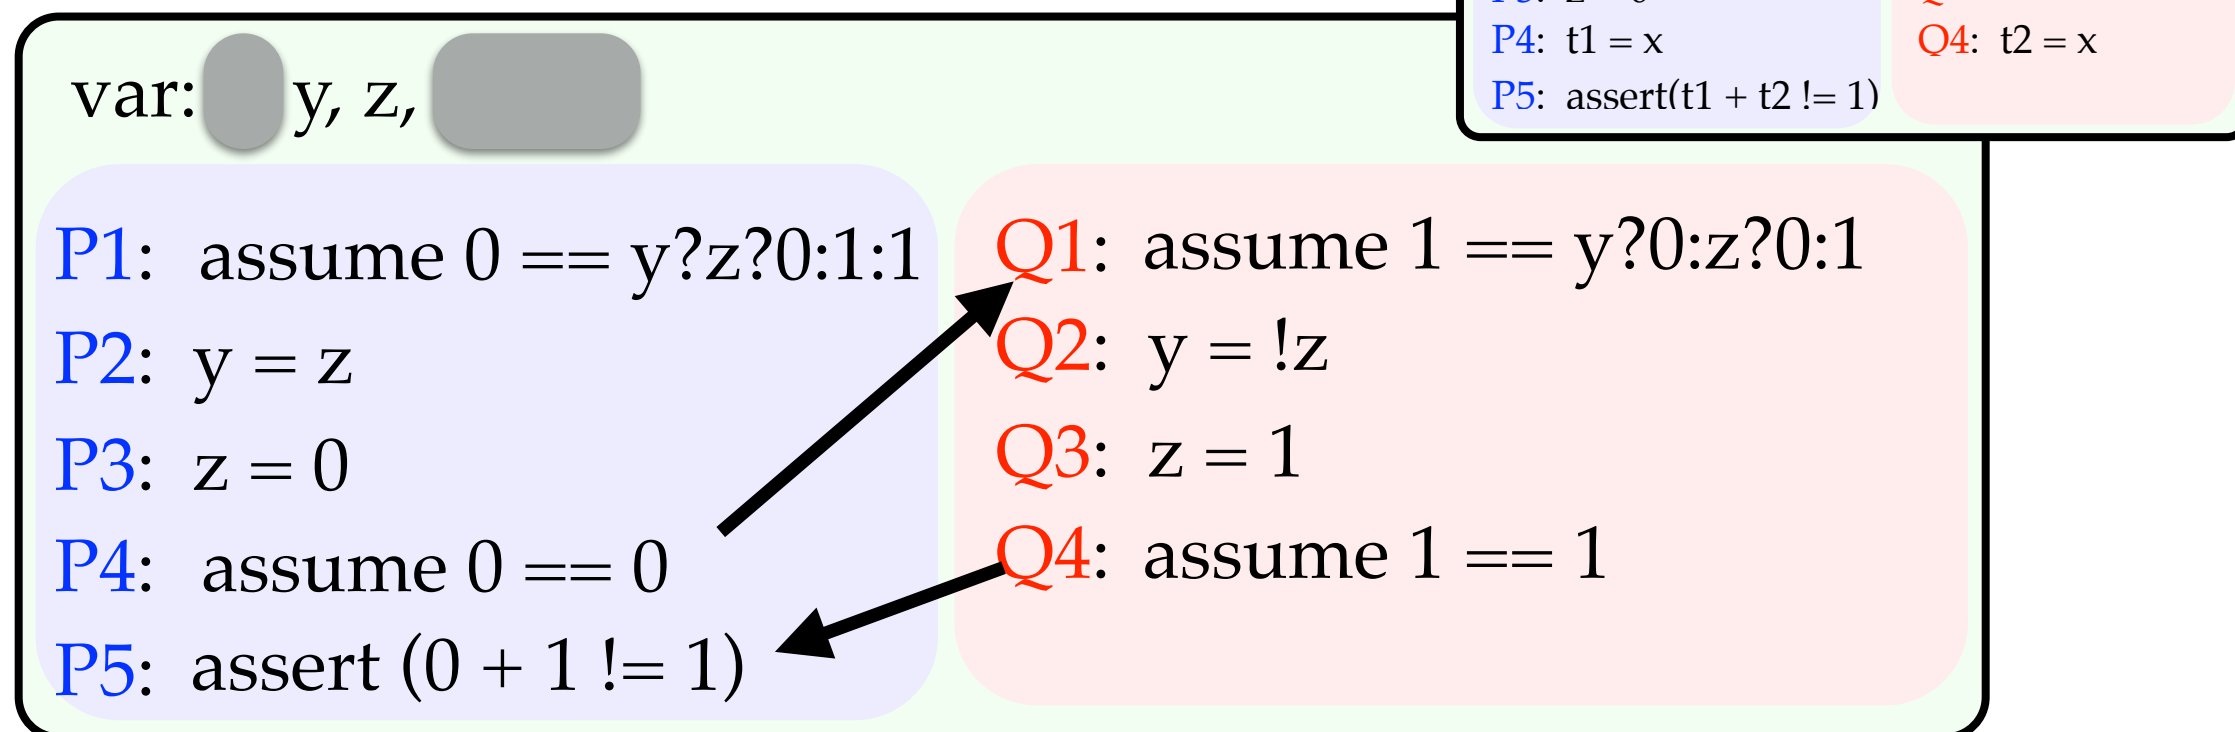 P4: t1 = x
Q4: t2 = x
P5: assert(t1 + t2 != 1)
var: y, z,
P1: assume 0 == y?z?0:1:1
P2: y = z
P3: z = 0
P4: assume 0 == 0
P5: assert (0 + 1 != 1)
Q1: assume 1 == y?0:z?0:1
Q2: y = !z
Q3: z = 1
Q4: assume 1 == 1